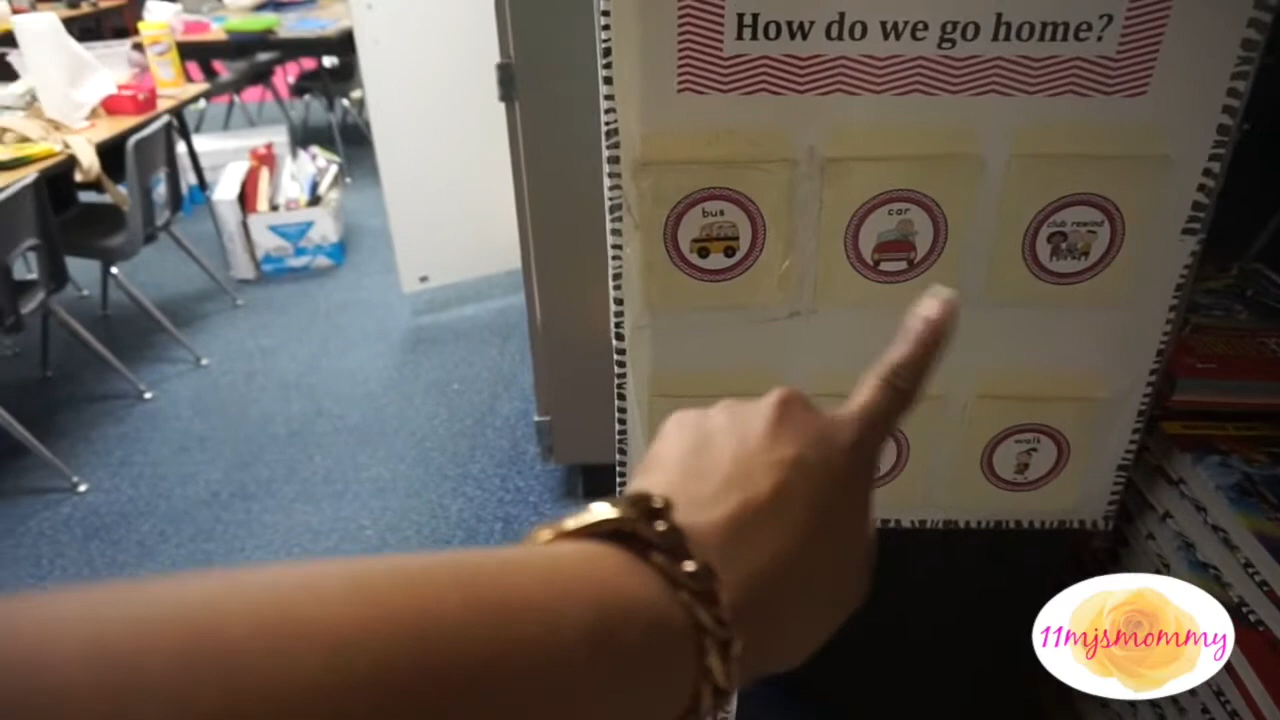 How do we go home?
bus
car
club rewind
walk
11mjsmommy